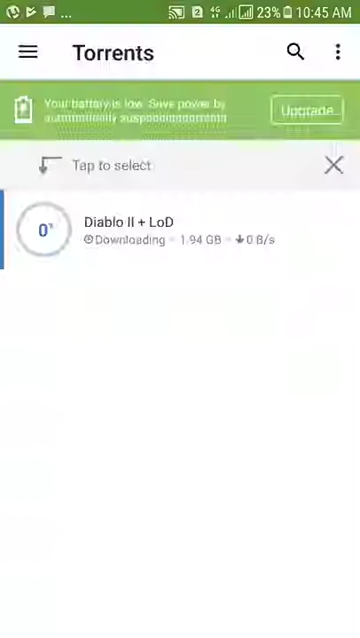 23% 10:45 AM
Torrents
Your battery is low. Save power by
Upgrade
Tap to select
0%
Diablo II + LoD
Downloading • 1.94 GB • 0 B/s